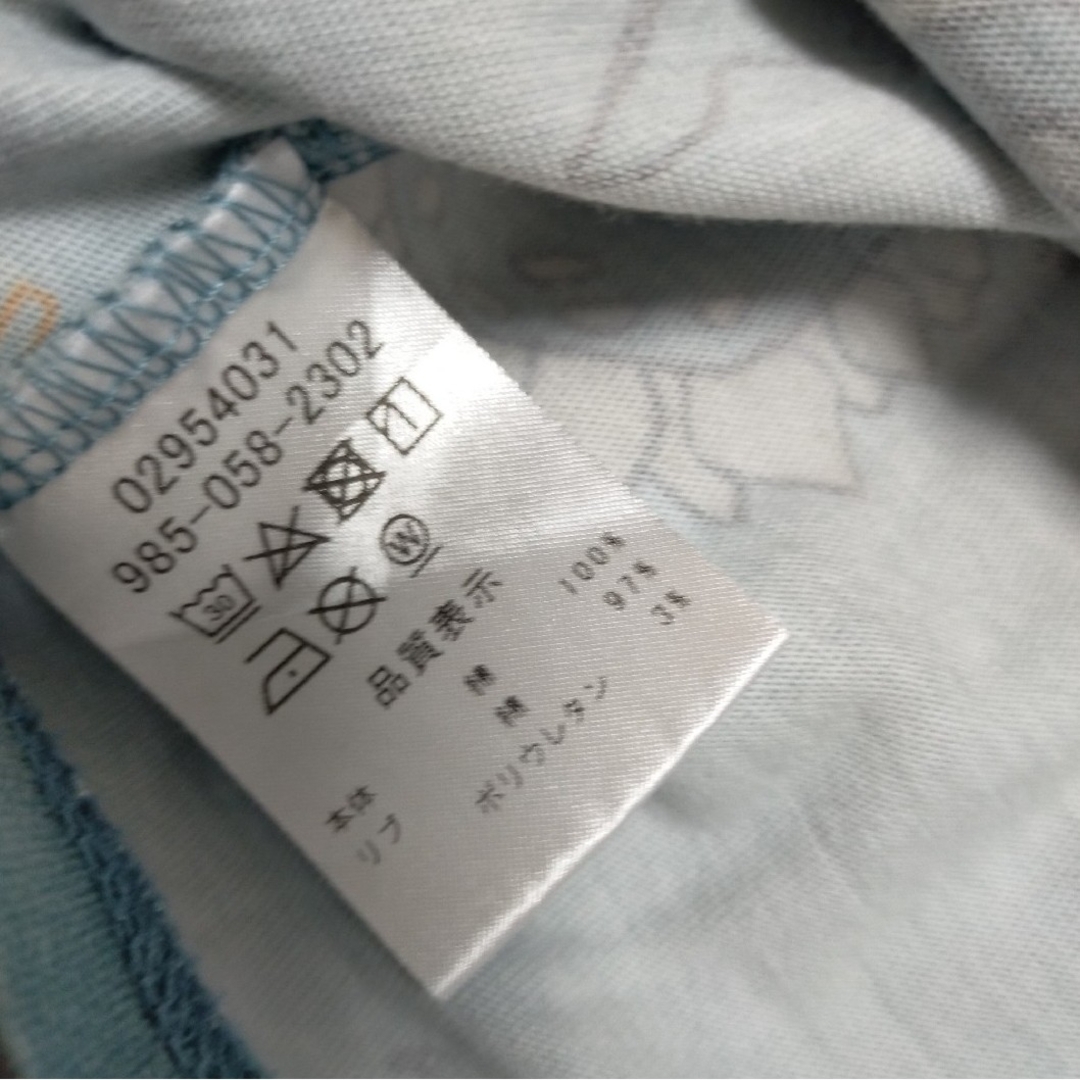 02954031
985-058-2302
30
W
品質表示
本体 綿 100%
リブ 綿 97%
ポリウレタン 3%